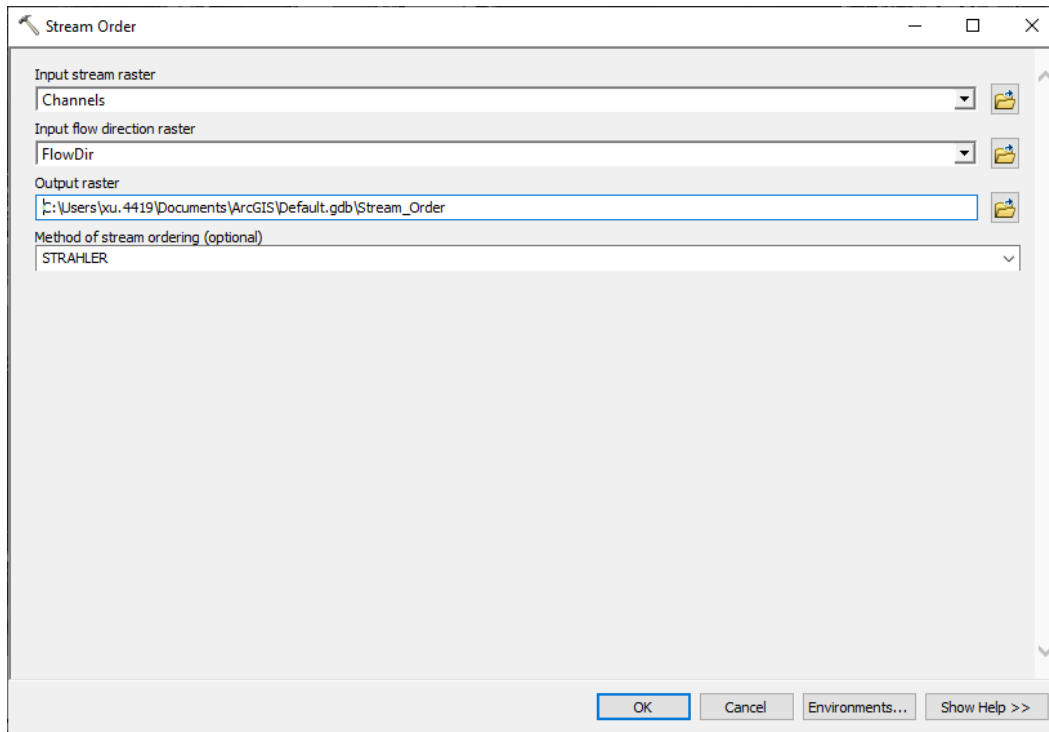 Stream Order
Input stream raster
Channels
Input flow direction raster
FlowDir
Output raster
C:\Users\xu.4419\Documents\ArcGIS\Default.gdb\Stream_Order
Method of stream ordering (optional)
STRAHLER
OK Cancel Environments... Show Help >>